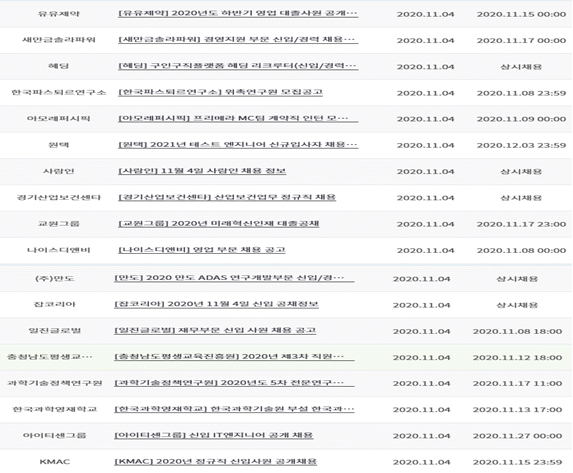 유유제약 [유유제약] 2020년도 하반기 영업 대졸사원 공개… 2020.11.04 2020.11.15 00:00
새만금솔라파워 [새만금솔라파워] 경영지원 부문 신입/경력 채용… 2020.11.04 2020.11.17 00:00
헤딩 [헤딩] 구인구직플랫폼 헤딩 리크루터(신입/경력… 2020.11.04 상시채용
한국파스퇴르연구소 [한국파스퇴르연구소] 위촉연구원 모집공고 2020.11.04 2020.11.08 23:59
아모레퍼시픽 [아모레퍼시픽] 프리메라 MC팀 계약직 인턴 모… 2020.11.04 2020.11.09 00:00
원텍 [원텍] 2021년 테스트 엔지니어 신규입사자 채용… 2020.11.04 2020.12.03 23:59
사람인 [사람인] 11월 4일 사람인 채용 정보 2020.11.04 상시채용
경기산업보건센타 [경기산업보건센타] 산업보건업무 정규직 채용 2020.11.04 상시채용
교원그룹 [교원그룹] 2020년 미래혁신인재 대졸공채 2020.11.04 2020.11.17 23:00
나이스디앤비 [나이스디앤비] 영업 부문 채용 공고 2020.11.04 2020.11.08 00:00
(주)만도 [만도] 2020 만도 ADAS 연구개발부문 신입/경… 2020.11.04 상시채용
잡코리아 [잡코리아] 2020년 11월 4일 신입 공채정보 2020.11.04 상시채용
일진글로벌 [일진글로벌] 재무부문 신입 사원 채용 공고 2020.11.04 2020.11.08 18:00
충청남도평생교… [충청남도평생교육진흥원] 2020년 제3차 직원… 2020.11.04 2020.11.12 18:00
과학기술정책연구원 [과학기술정책연구원] 2020년도 5차 전문연구… 2020.11.04 2020.11.17 11:00
한국과학영재학교 [한국과학영재학교] 한국과학기술원 부설 한국과… 2020.11.04 2020.11.13 17:00
아이티센그룹 [아이티센그룹] 신입 IT엔지니어 공개 채용 2020.11.04 2020.11.27 00:00
KMAC [KMAC] 2020년 정규직 신입사원 공개채용 2020.11.04 2020.11.15 23:59